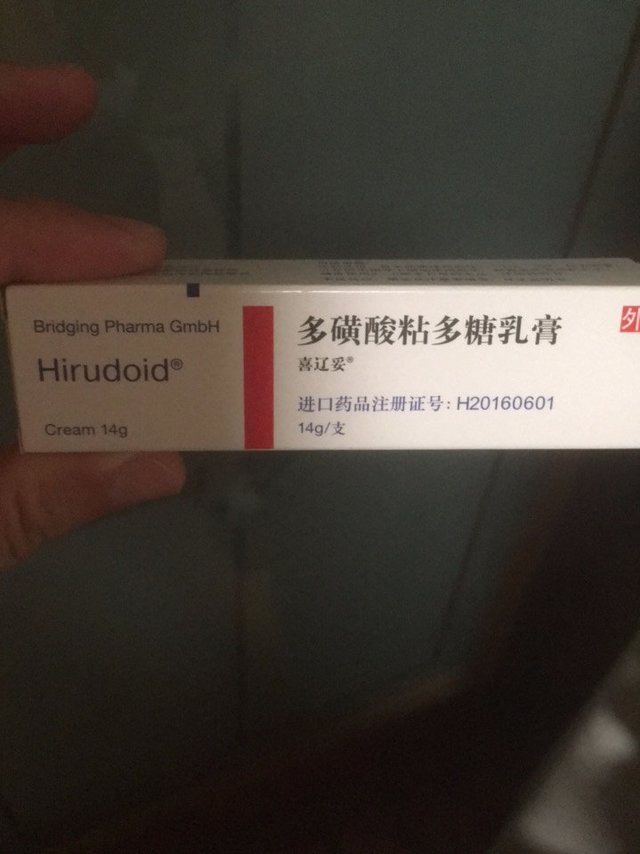 Bridging Pharma GmbH
Hirudoid®
Cream 14g
多磺酸粘多糖乳膏
喜辽妥®
进口药品注册证号: H20160601
14g/支
外